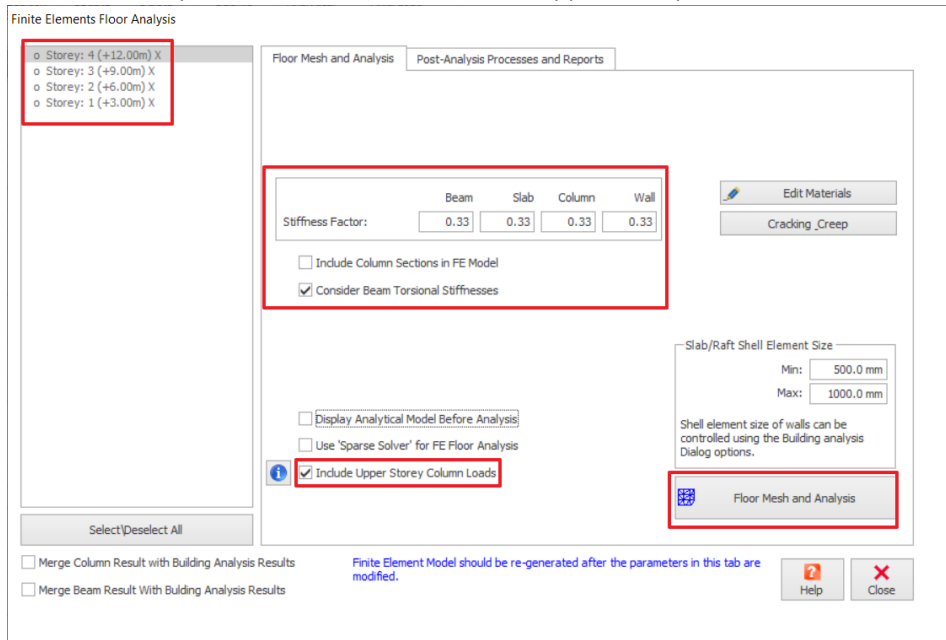 Finite Elements Floor Analysis
o Storey: 4 (+12.00m) X
o Storey: 3 (+9.00m) X
o Storey: 2 (+6.00m) X
o Storey: 1 (+3.00m) X
Floor Mesh and Analysis Post-Analysis Processes and Reports
Beam Slab Column Wall
Stiffness Factor: 0.33 0.33 0.33 0.33
Include Column Sections in FE Model
Consider Beam Torsional Stiffnesses
Edit Materials
Cracking _Creep
Slab/Raft Shell Element Size
Min: 500.0 mm
Max: 1000.0 mm
Shell element size of walls can be
controlled using the Building analysis
Dialog options.
Display Analytical Model Before Analysis
Use 'Sparse Solver' for FE Floor Analysis
Include Upper Storey Column Loads
Floor Mesh and Analysis
Select\Deselect All
Merge Column Result with Building Analysis Results
Merge Beam Result With Bulding Analysis Results
Finite Element Model should be re-generated after the parameters in this tab are
modified.
Help
Close